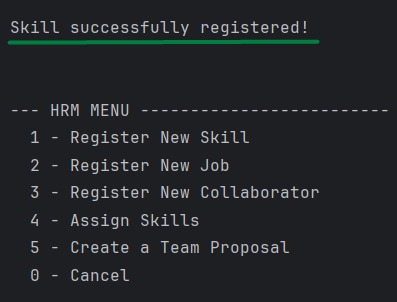 Skill successfully registered!
--- HRM MENU -------------------------
1 - Register New Skill
2 - Register New Job
3 - Register New Collaborator
4 - Assign Skills
5 - Create a Team Proposal
0 - Cancel